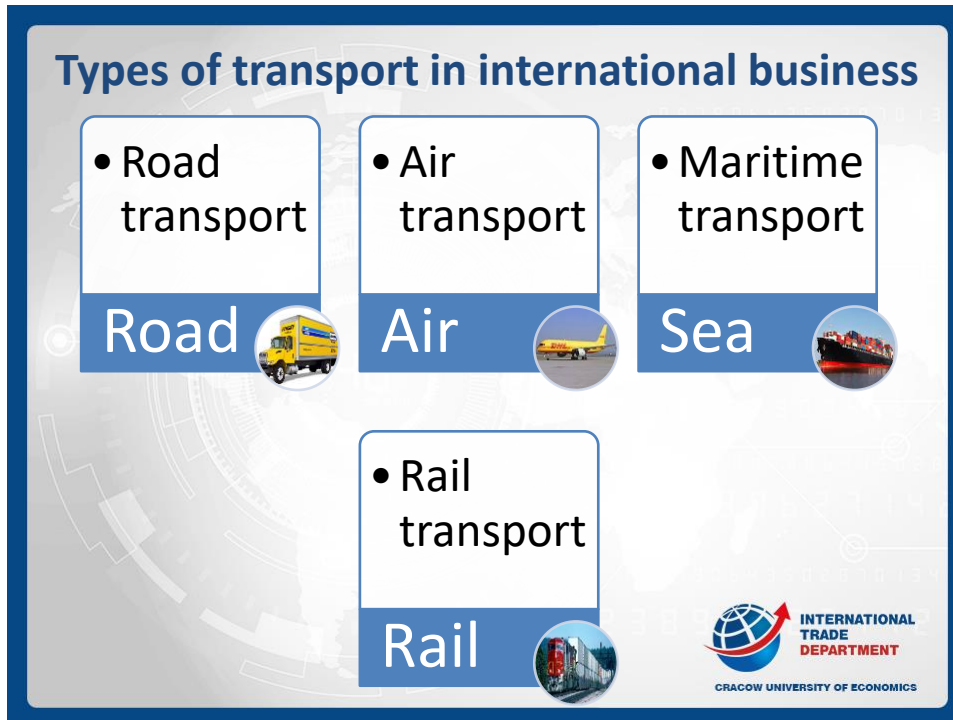 Types of transport in international business
• Road
transport
Road
• Air
transport
Air
• Maritime
transport
Sea
• Rail
transport
Rail
INTERNATIONAL
TRADE
DEPARTMENT
CRACOW UNIVERSITY OF ECONOMICS